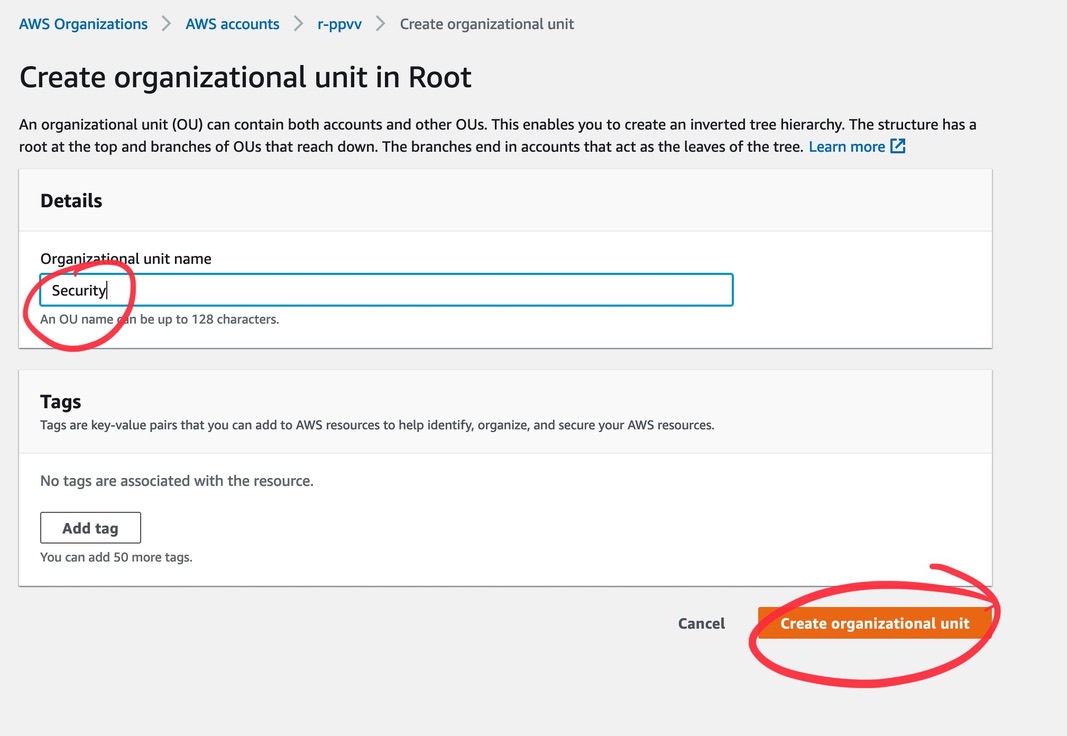 AWS Organizations > AWS accounts > r-ppvv > Create organizational unit
Create organizational unit in Root
An organizational unit (OU) can contain both accounts and other OUs. This enables you to create an inverted tree hierarchy. The structure has a
root at the top and branches of OUs that reach down. The branches end in accounts that act as the leaves of the tree. Learn more
Details
Organizational unit name
Security
An OU name can be up to 128 characters.
Tags
Tags are key-value pairs that you can add to AWS resources to help identify, organize, and secure your AWS resources.
No tags are associated with the resource.
Add tag
You can add 50 more tags.
Cancel
Create organizational unit